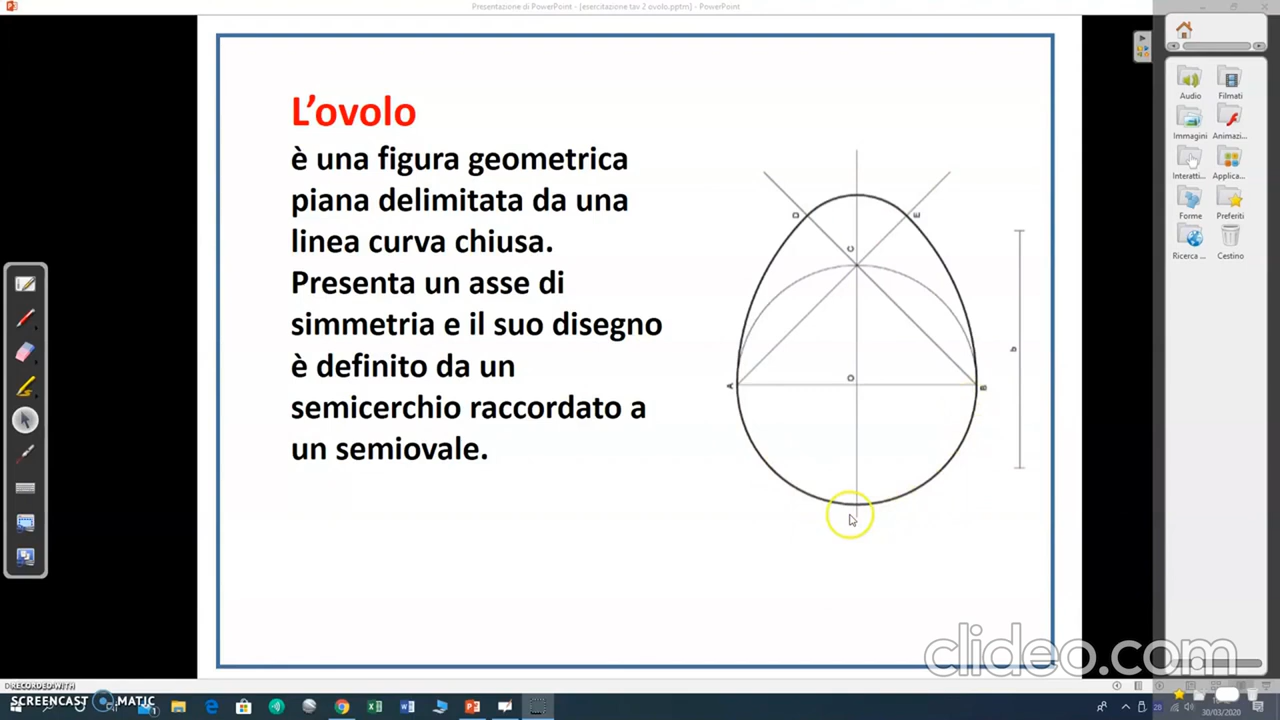 Presentazione di PowerPoint - [esercitazione tav 2 ovolo.pptm] - PowerPoint
L'ovolo
è una figura geometrica
piana delimitata da una
linea curva chiusa.
Presenta un asse di
simmetria e il suo disegno
è definito da un
semicerchio raccordato a
un semiovale.
D
E
C
O
A
B
b
Audio
Filmati
Immagini
Animazi...
Interatti...
Applica...
Forme
Preferiti
Ricerca ...
Cestino
clideo.com
RECORDED WITH
SCREENCAST MATIC
28
30/03/2020